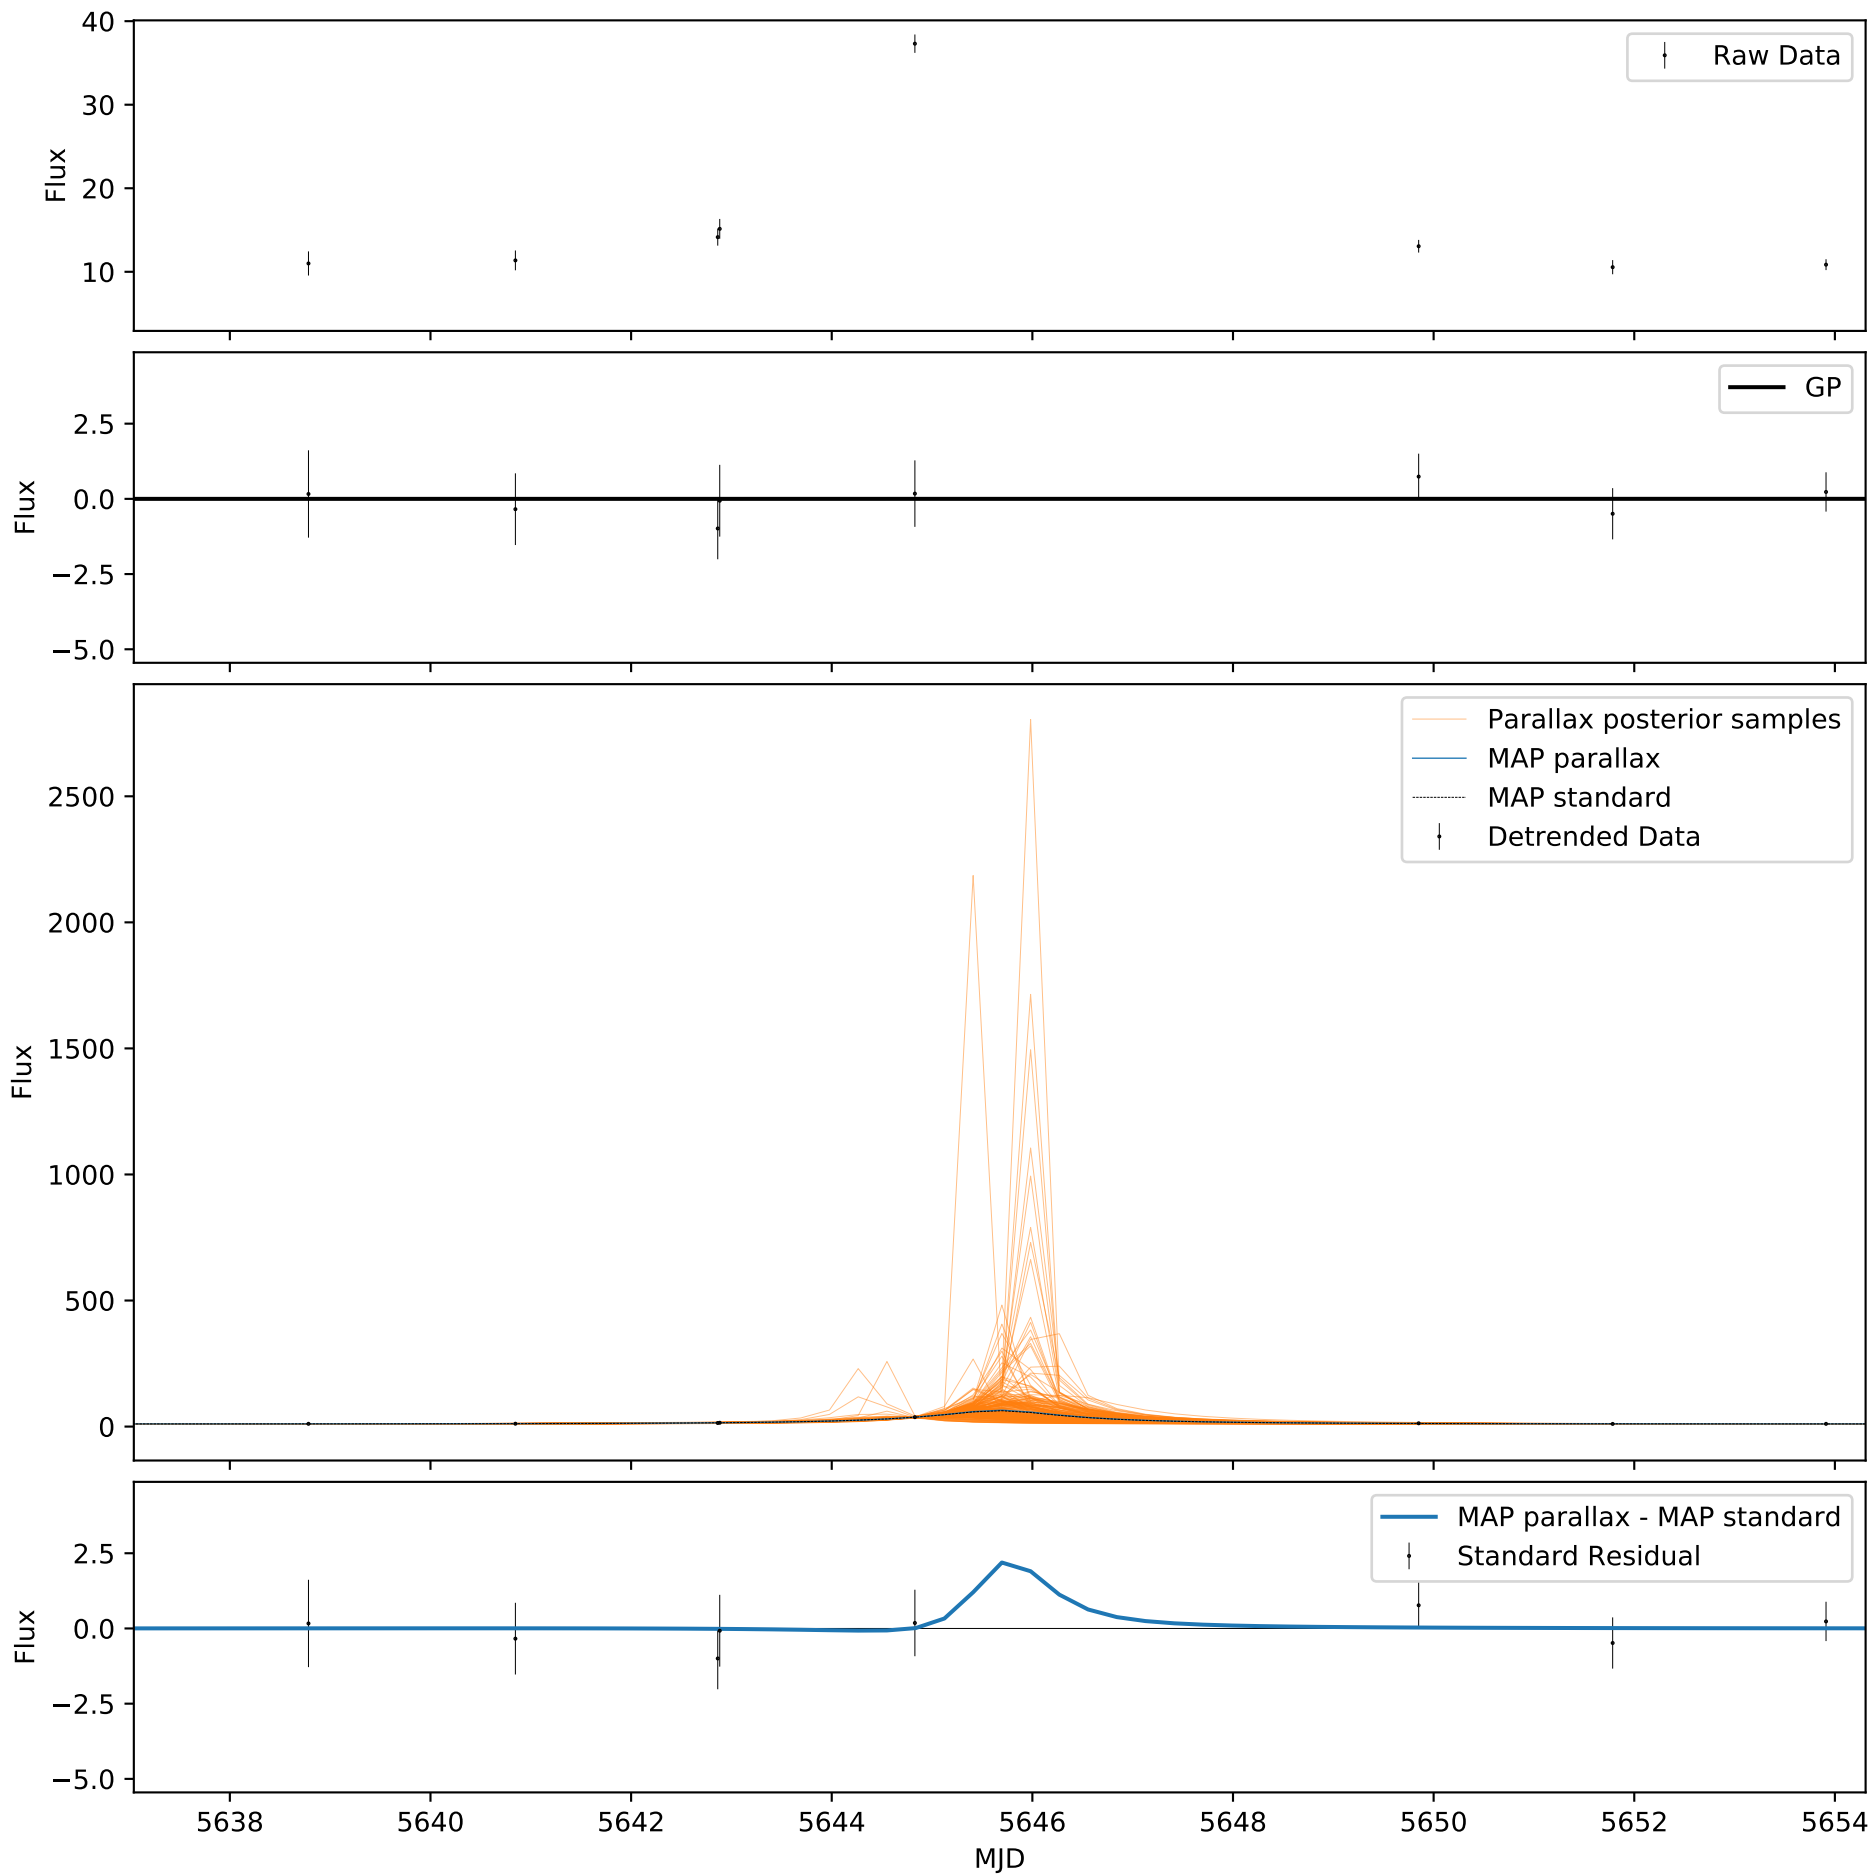 40
30
20
10
Flux
Raw Data
2.5
0.0
−2.5
−5.0
Flux
GP
2500
2000
1500
1000
500
0
Flux
Parallax posterior samples
MAP parallax
MAP standard
Detrended Data
2.5
0.0
−2.5
−5.0
Flux
MAP parallax - MAP standard
Standard Residual
5638 5640 5642 5644 5646 5648 5650 5652 5654
MJD